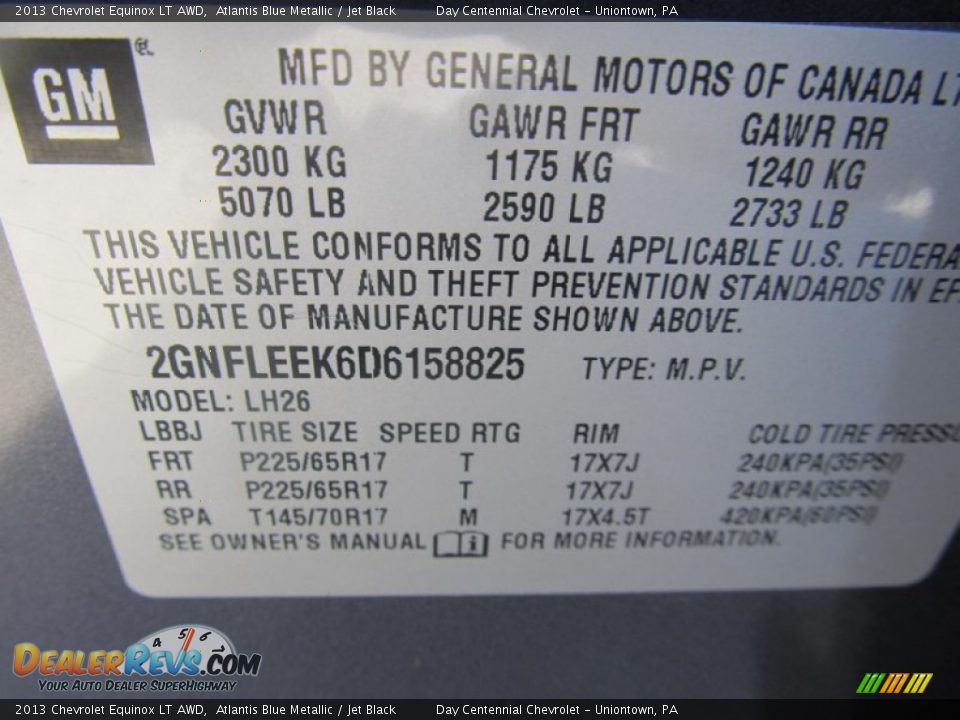 2013 Chevrolet Equinox LT AWD, Atlantis Blue Metallic / Jet Black Day Centennial Chevrolet - Uniontown, PA
GM
MFD BY GENERAL MOTORS OF CANADA LT
GVWR GAWR FRT GAWR RR
2300 KG 1175 KG 1240 KG
5070 LB 2590 LB 2733 LB
THIS VEHICLE CONFORMS TO ALL APPLICABLE U.S. FEDERA
VEHICLE SAFETY AND THEFT PREVENTION STANDARDS IN EF
THE DATE OF MANUFACTURE SHOWN ABOVE.
2GNFLEEK6D6158825 TYPE: M.P.V.
MODEL: LH26
LBBJ TIRE SIZE SPEED RTG RIM COLD TIRE PRESSU
FRT P225/65R17 T 17X7J 240KPA(35PSI)
RR P225/65R17 T 17X7J 240KPA(35PSI)
SPA T145/70R17 M 17X4.5T 420KPA(60PSI)
SEE OWNER'S MANUAL i FOR MORE INFORMATION.
4 5 6 7
DEALERREVS.COM
YOUR AUTO DEALER SUPERHIGHWAY
2013 Chevrolet Equinox LT AWD, Atlantis Blue Metallic / Jet Black Day Centennial Chevrolet - Uniontown, PA